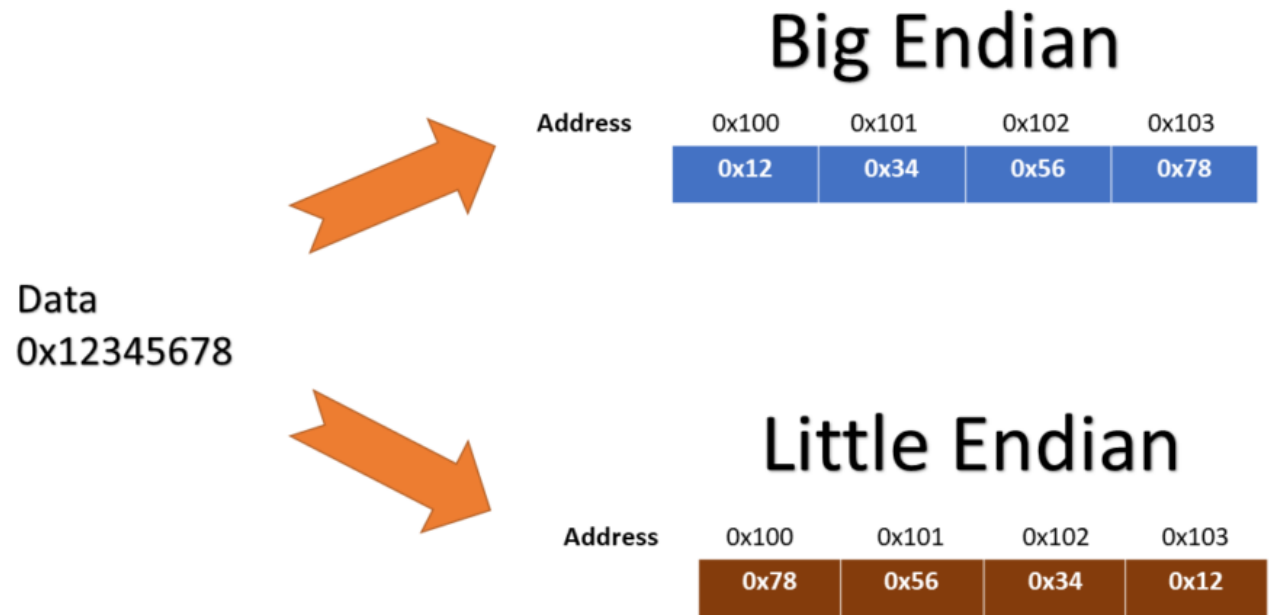 Big Endian
Address 0x100 0x101 0x102 0x103
0x12 0x34 0x56 0x78
Data
0x12345678
Little Endian
Address 0x100 0x101 0x102 0x103
0x78 0x56 0x34 0x12